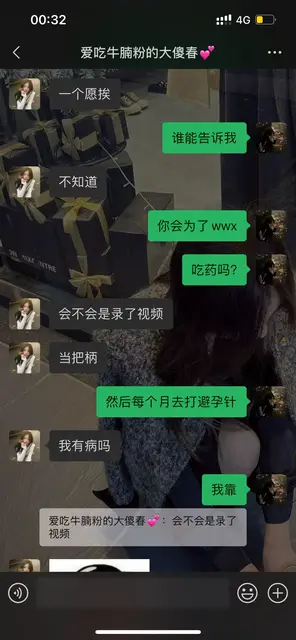 00:32
4G
爱吃牛腩粉的大傻春💕
一个愿挨
谁能告诉我
不知道
你会为了 wwx
吃药吗?
会不会是录了视频
当把柄
然后每个月去打避孕针
我有病吗
我靠
爱吃牛腩粉的大傻春💕：会不会是录了
视频